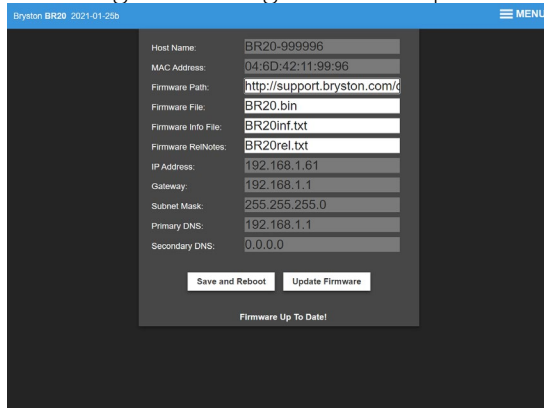 Bryston BR20 2021-01-25b
MENU
Host Name: BR20-999996
MAC Address: 04:6D:42:11:99:96
Firmware Path: http://support.bryston.com/
Firmware File: BR20.bin
Firmware Info File: BR20inf.txt
Firmware RelNotes: BR20rel.txt
IP Address: 192.168.1.61
Gateway: 192.168.1.1
Subnet Mask: 255.255.255.0
Primary DNS: 192.168.1.1
Secondary DNS: 0.0.0.0
Save and Reboot Update Firmware
Firmware Up To Date!